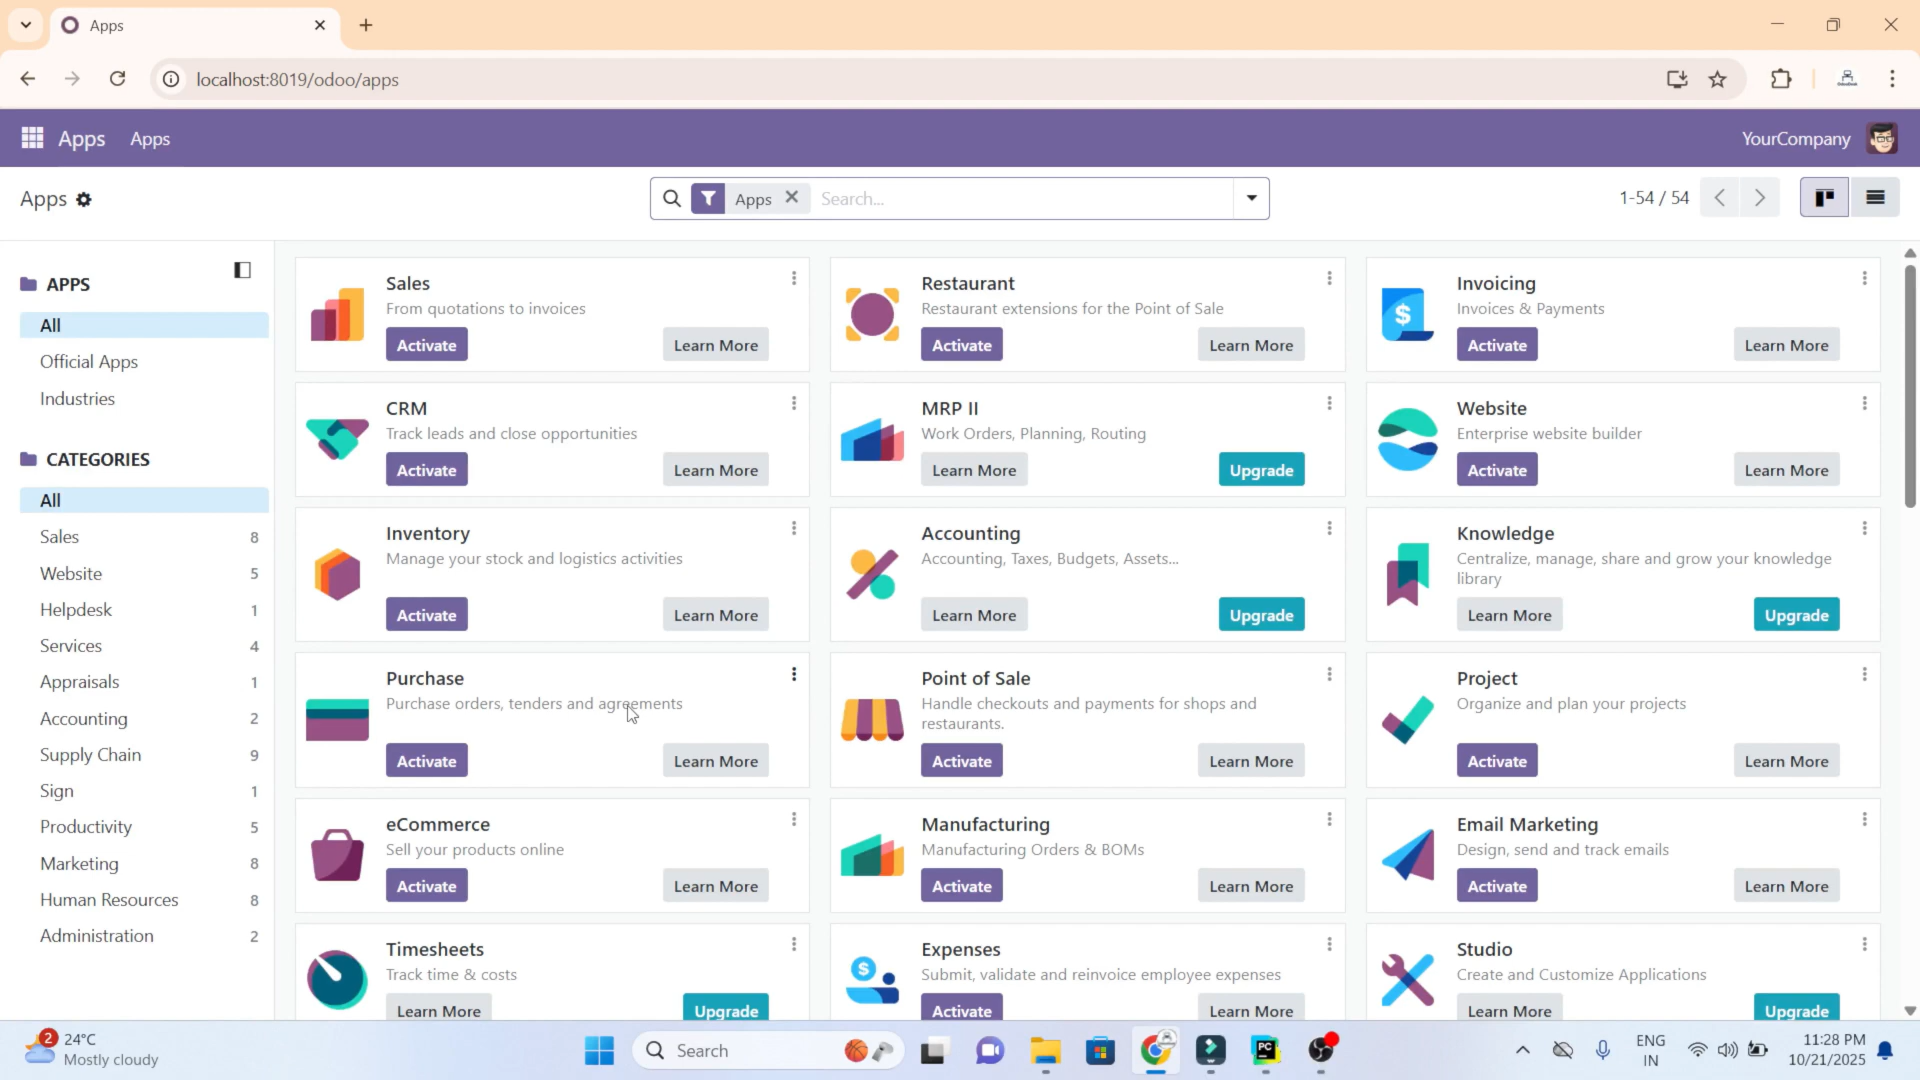 Apps
localhost:8019/odoo/apps
Apps
Apps
YourCompany
Apps
Apps
Search...
1-54 / 54
APPS
All
Official Apps
Industries
CATEGORIES
All
Sales 8
Website 5
Helpdesk 1
Services 4
Appraisals 1
Accounting 2
Supply Chain 9
Sign 1
Productivity 5
Marketing 8
Human Resources 8
Administration 2
Sales
From quotations to invoices
Activate
Learn More
Restaurant
Restaurant extensions for the Point of Sale
Activate
Learn More
Invoicing
Invoices & Payments
Activate
Learn More
CRM
Track leads and close opportunities
Activate
Learn More
MRP II
Work Orders, Planning, Routing
Learn More
Upgrade
Website
Enterprise website builder
Activate
Learn More
Inventory
Manage your stock and logistics activities
Activate
Learn More
Accounting
Accounting, Taxes, Budgets, Assets...
Learn More
Upgrade
Knowledge
Centralize, manage, share and grow your knowledge
library
Learn More
Upgrade
Purchase
Purchase orders, tenders and agreements
Activate
Learn More
Point of Sale
Handle checkouts and payments for shops and
restaurants.
Activate
Learn More
Project
Organize and plan your projects
Activate
Learn More
eCommerce
Sell your products online
Activate
Learn More
Manufacturing
Manufacturing Orders & BOMs
Activate
Learn More
Email Marketing
Design, send and track emails
Activate
Learn More
Timesheets
Track time & costs
Learn More
Upgrade
Expenses
Submit, validate and reinvoice employee expenses
Activate
Learn More
Studio
Create and Customize Applications
Learn More
Upgrade
2
24°C
Mostly cloudy
Search
PC
ENG
IN
11:28 PM
10/21/2025